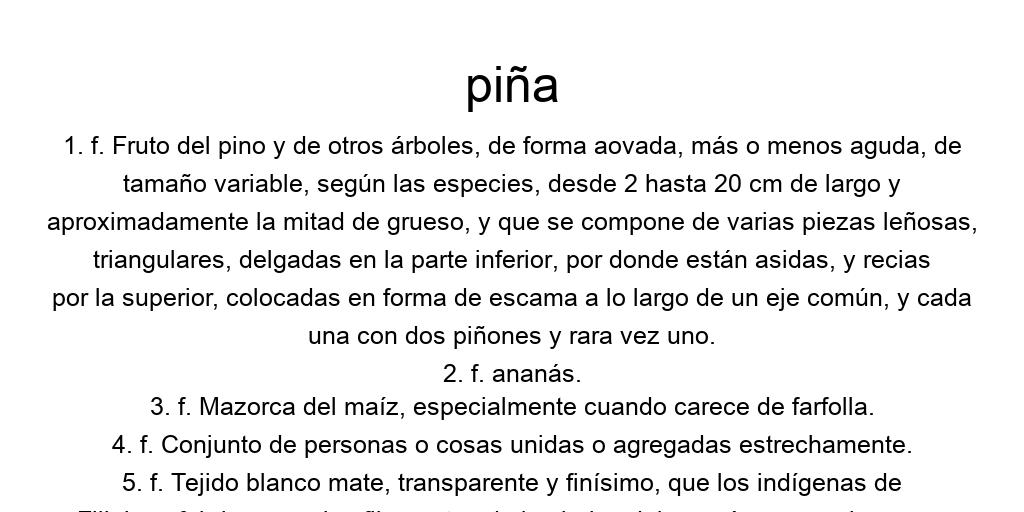 piña
1. f. Fruto del pino y de otros árboles, de forma aovada, más o menos aguda, de
tamaño variable, según las especies, desde 2 hasta 20 cm de largo y
aproximadamente la mitad de grueso, y que se compone de varias piezas leñosas,
triangulares, delgadas en la parte inferior, por donde están asidas, y recias
por la superior, colocadas en forma de escama a lo largo de un eje común, y cada
una con dos piñones y rara vez uno.
2. f. ananás.
3. f. Mazorca del maíz, especialmente cuando carece de farfolla.
4. f. Conjunto de personas o cosas unidas o agregadas estrechamente.
5. f. Tejido blanco mate, transparente y finísimo, que los indígenas de